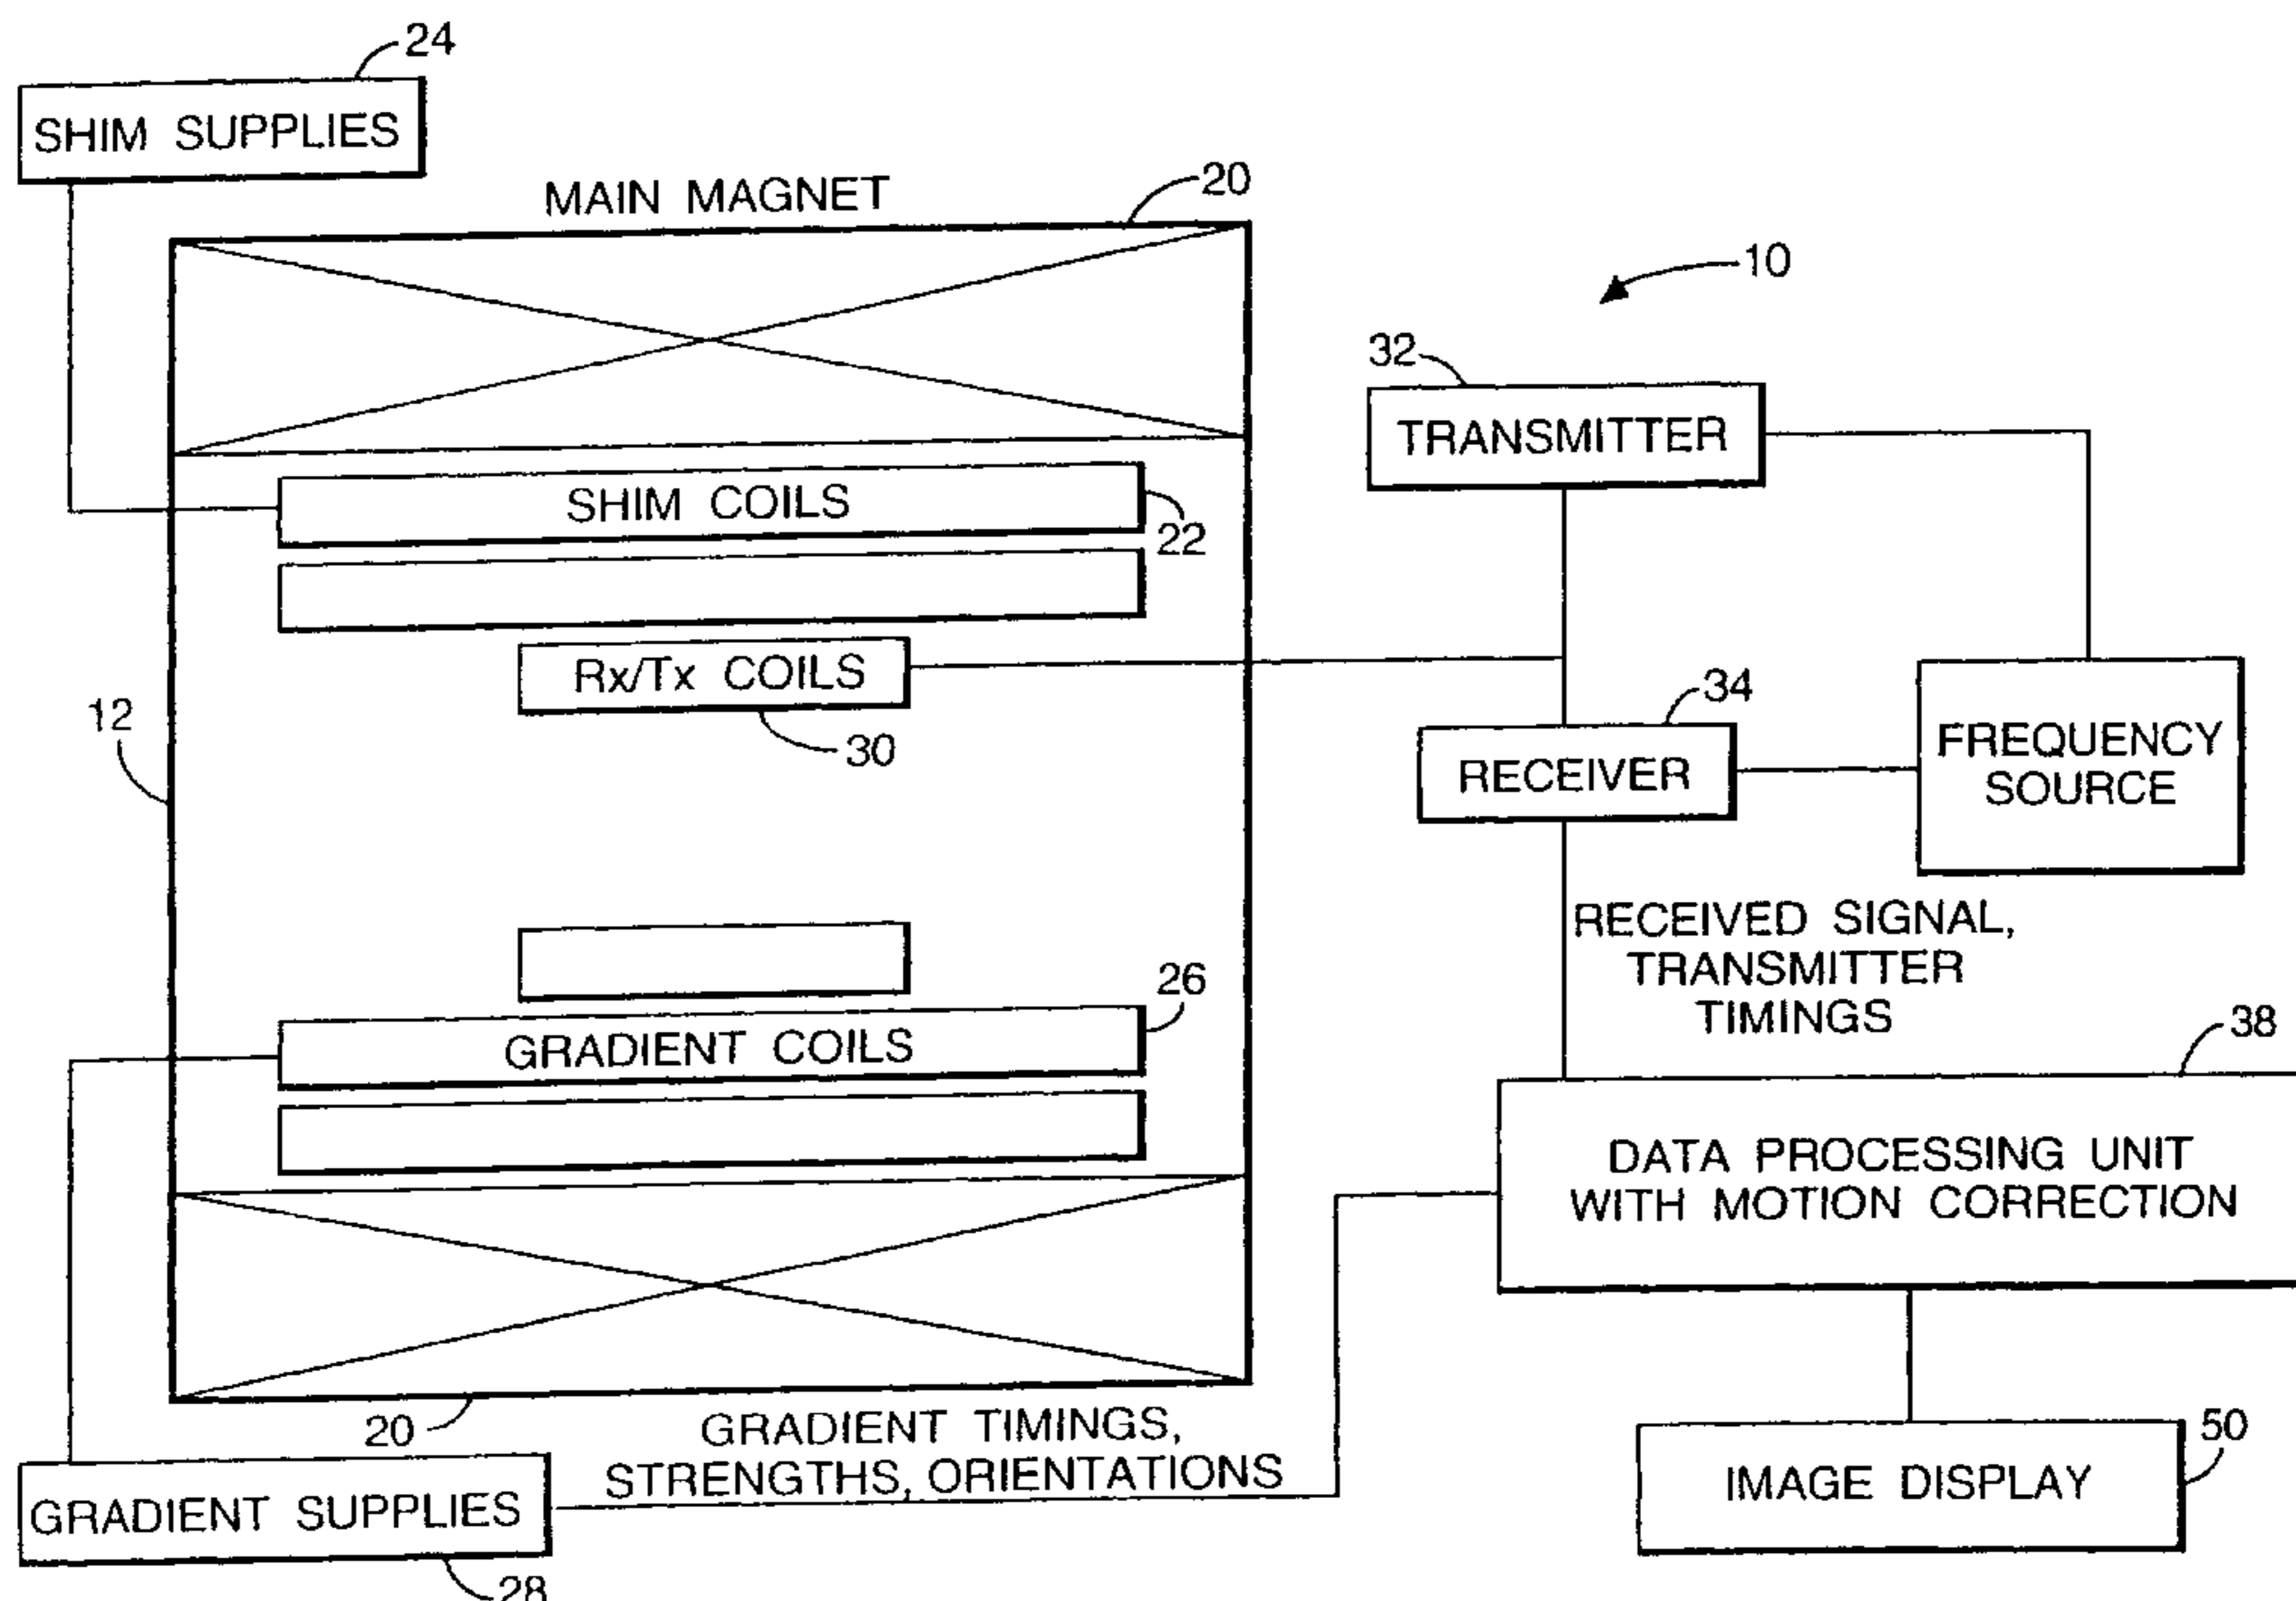 24
SHIM SUPPLIES
MAIN MAGNET
20
10
32
TRANSMITTER
SHIM COILS
22
Rx/Tx COILS
30
12
34
RECEIVER
FREQUENCY
SOURCE
RECEIVED SIGNAL,
TRANSMITTER
TIMINGS
26
GRADIENT COILS
38
DATA PROCESSING UNIT
WITH MOTION CORRECTION
20
GRADIENT TIMINGS,
STRENGTHS, ORIENTATIONS
50
IMAGE DISPLAY
GRADIENT SUPPLIES
28